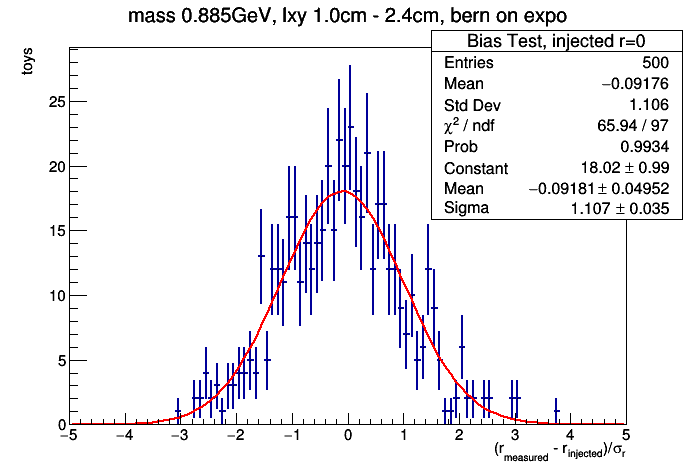 mass 0.885GeV, lxy 1.0cm - 2.4cm, bern on expo
Bias Test, injected r=0
Entries 500
Mean −0.09176
Std Dev 1.106
χ² / ndf 65.94 / 97
Prob 0.9934
Constant 18.02 ± 0.99
Mean −0.09181 ± 0.04952
Sigma 1.107 ± 0.035
toys
25
20
15
10
5
0
−5 −4 −3 −2 −1 0 1 2 3 4 5
(r_measured - r_injected)/σ_r